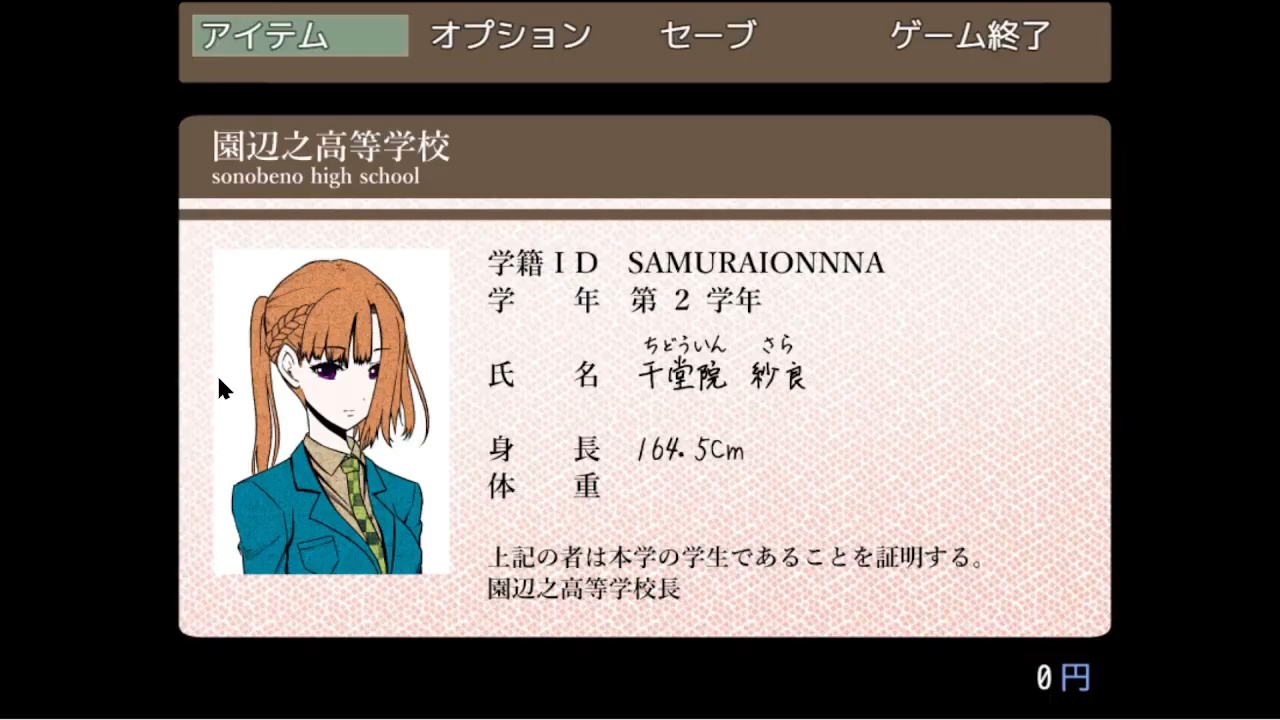 アイテム オプション セーブ ゲーム終了
園辺之高等学校
sonobeno high school
学籍ID SAMURAIONNNA
学年 第2学年
ちどういん さら
氏名 千堂院 紗良
身長 164.5Cm
体重
上記の者は本学の学生であることを証明する。
園辺之高等学校長
0円